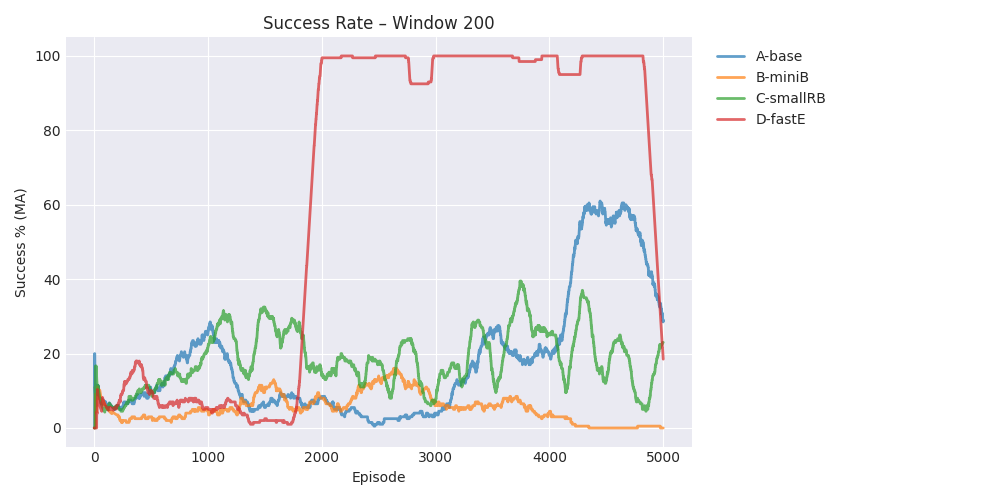 Success Rate – Window 200
100
80
60
40
20
0
Success % (MA)
0 1000 2000 3000 4000 5000
Episode
A-base
B-miniB
C-smallRB
D-fastE